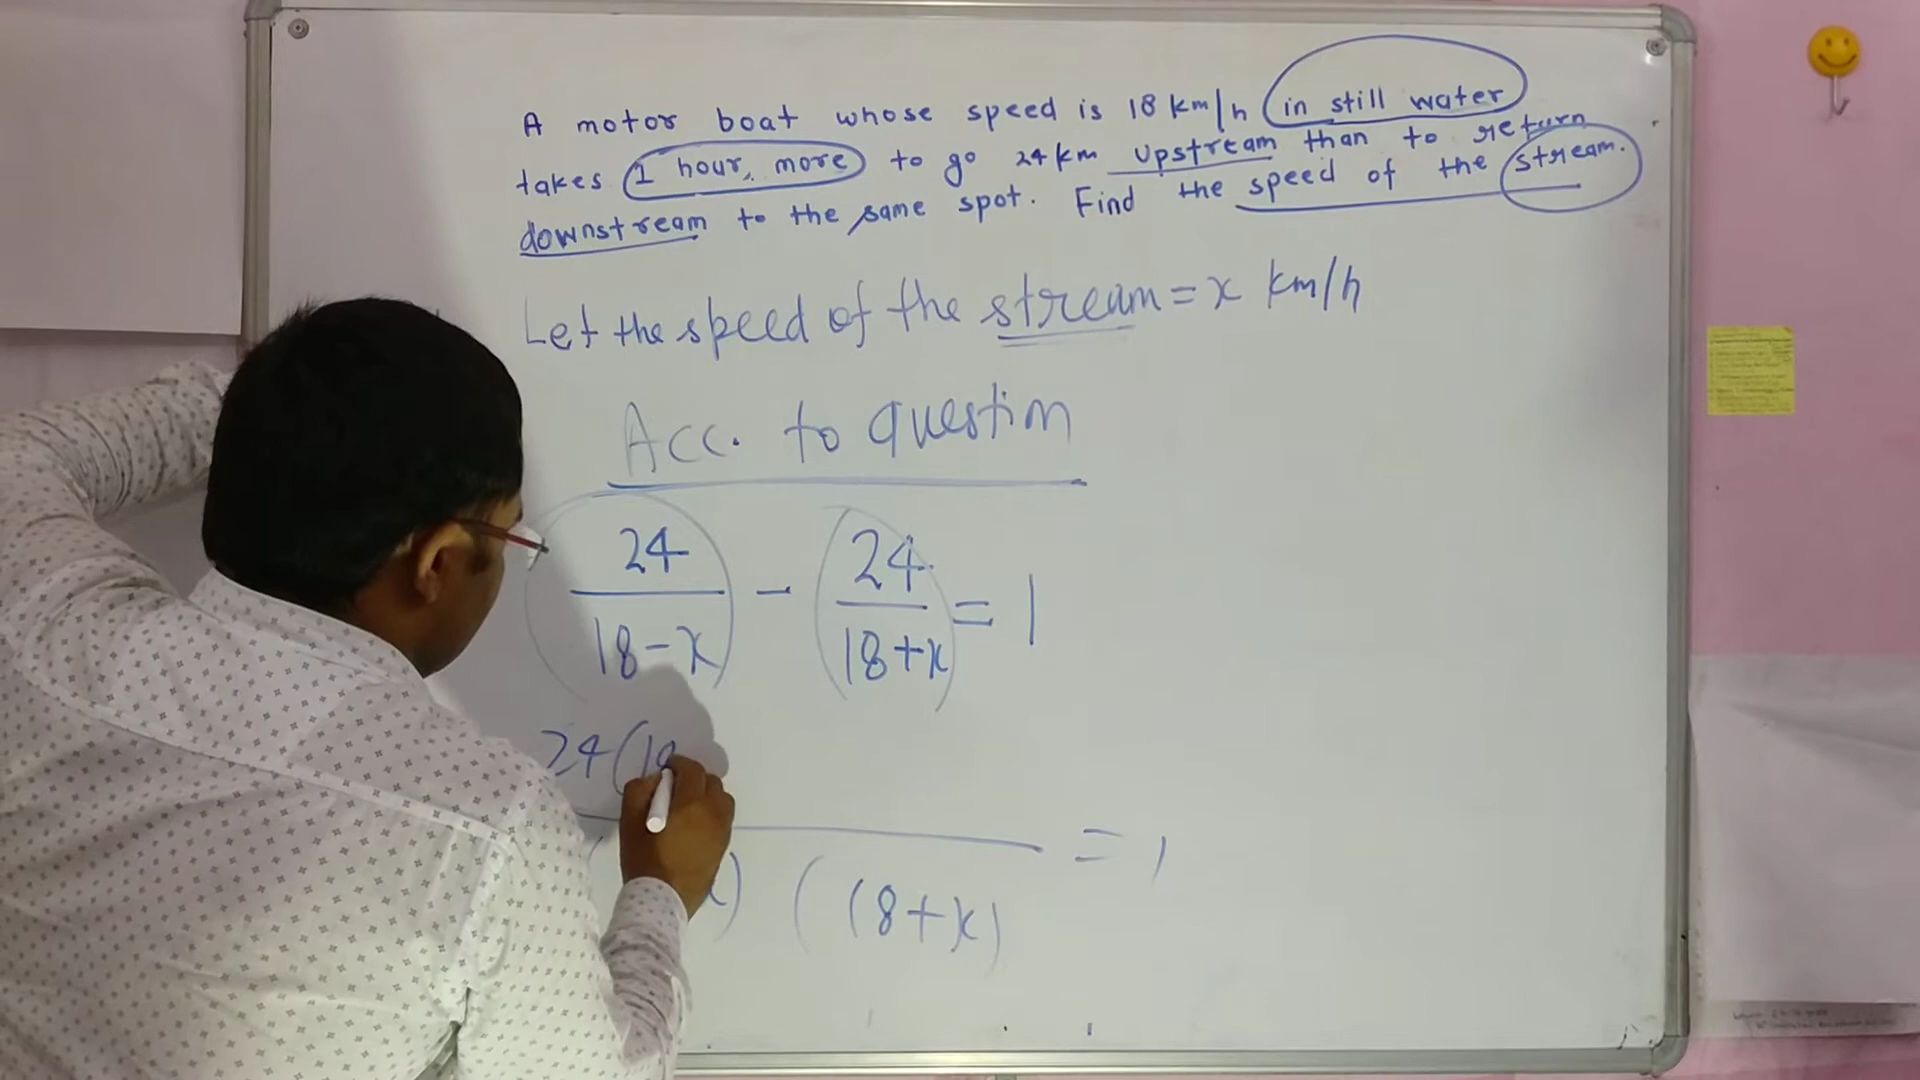 A motor boat whose speed is 18 km/h in still water
takes 1 hour, more to go 24 km upstream than to return
downstream to the same spot. Find the speed of the stream.
Let the speed of the stream = x km/h
Acc. to question
24/18-x - 24/18+x = 1
24(18
x) (18+x) = 1